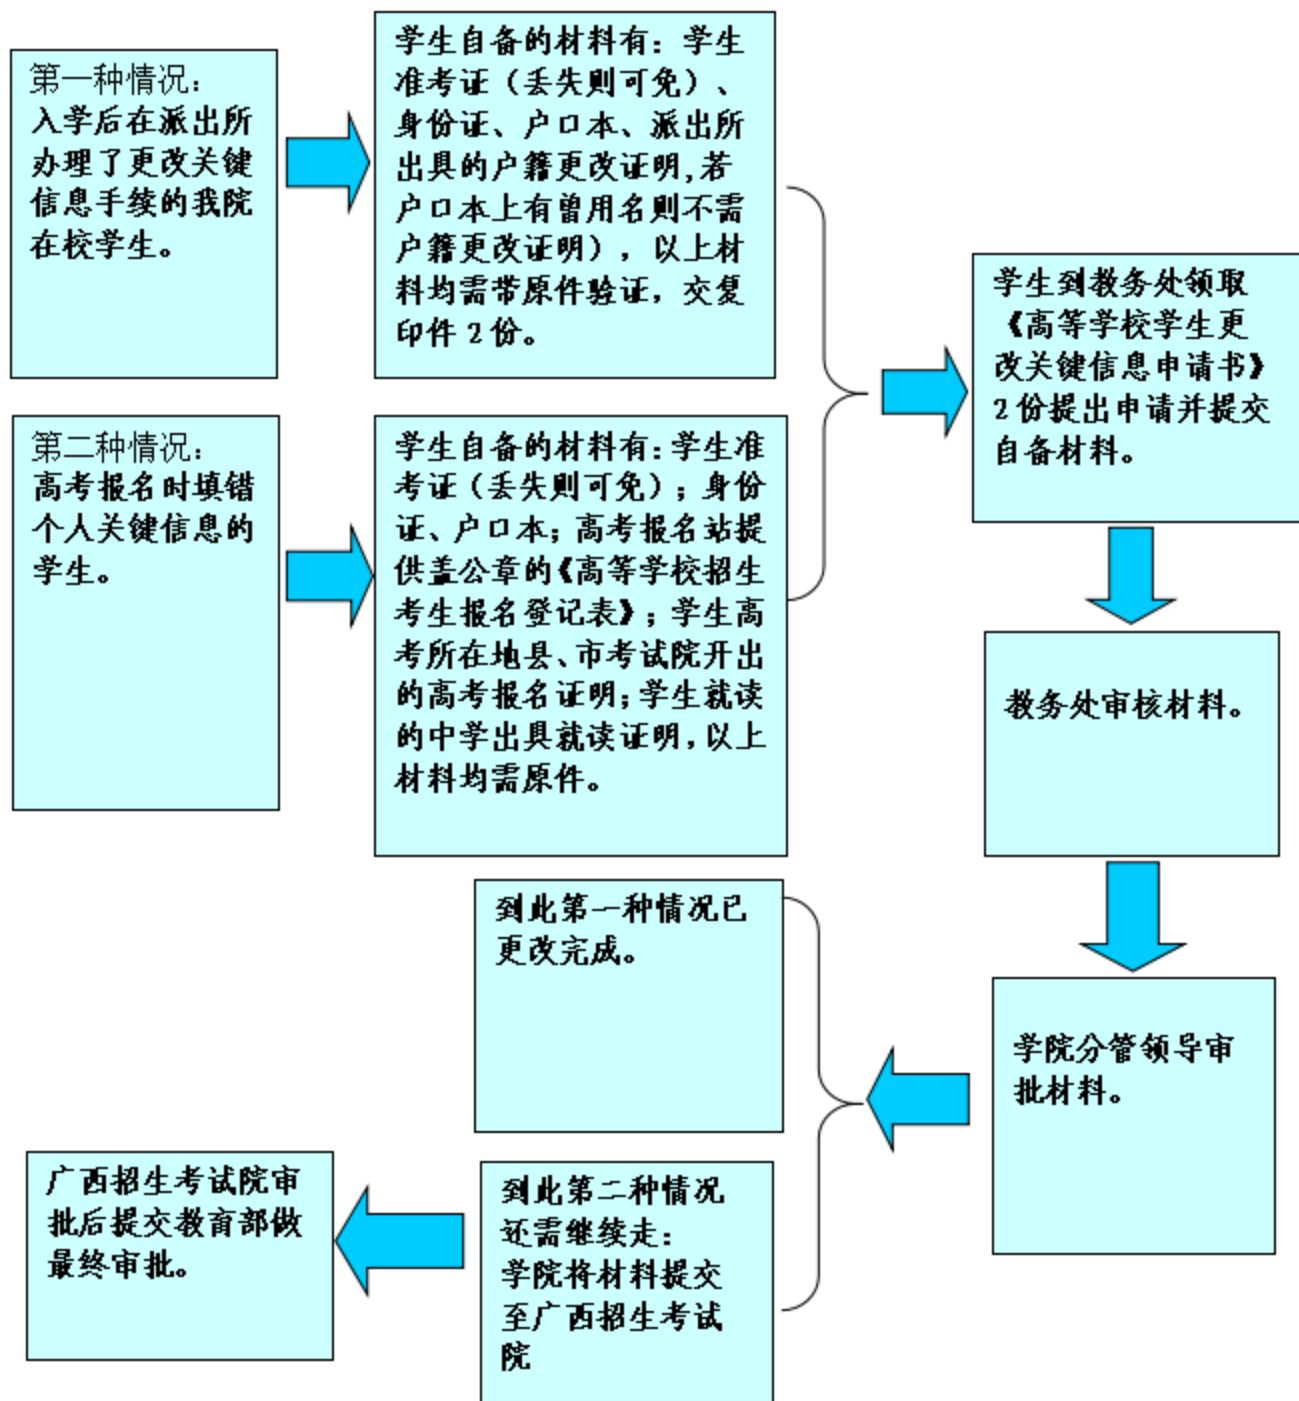 第一种情况：
入学后在派出所
办理了更改关键
信息手续的我院
在校学生。
学生自备的材料有：学生
准考证（丢失则可免）、
身份证、户口本、派出所
出具的户籍更改证明,若
户口本上有曾用名则不需
户籍更改证明），以上材
料均需带原件验证，交复
印件2份。
第二种情况：
高考报名时填错
个人关键信息的
学生。
学生自备的材料有：学生准
考证（丢失则可免）；身份
证、户口本；高考报名站提
供盖公章的《高等学校招生
考生报名登记表》；学生高
考所在地县、市考试院开出
的高考报名证明；学生就读
的中学出具就读证明，以上
材料均需原件。
学生到教务处领取
《高等学校学生更
改关键信息申请书》
2份提出申请并提交
自备材料。
教务处审核材料。
学院分管领导审
批材料。
到此第一种情况已
更改完成。
到此第二种情况
还需继续走：
学院将材料提交
至广西招生考试
院
广西招生考试院审
批后提交教育部做
最终审批。